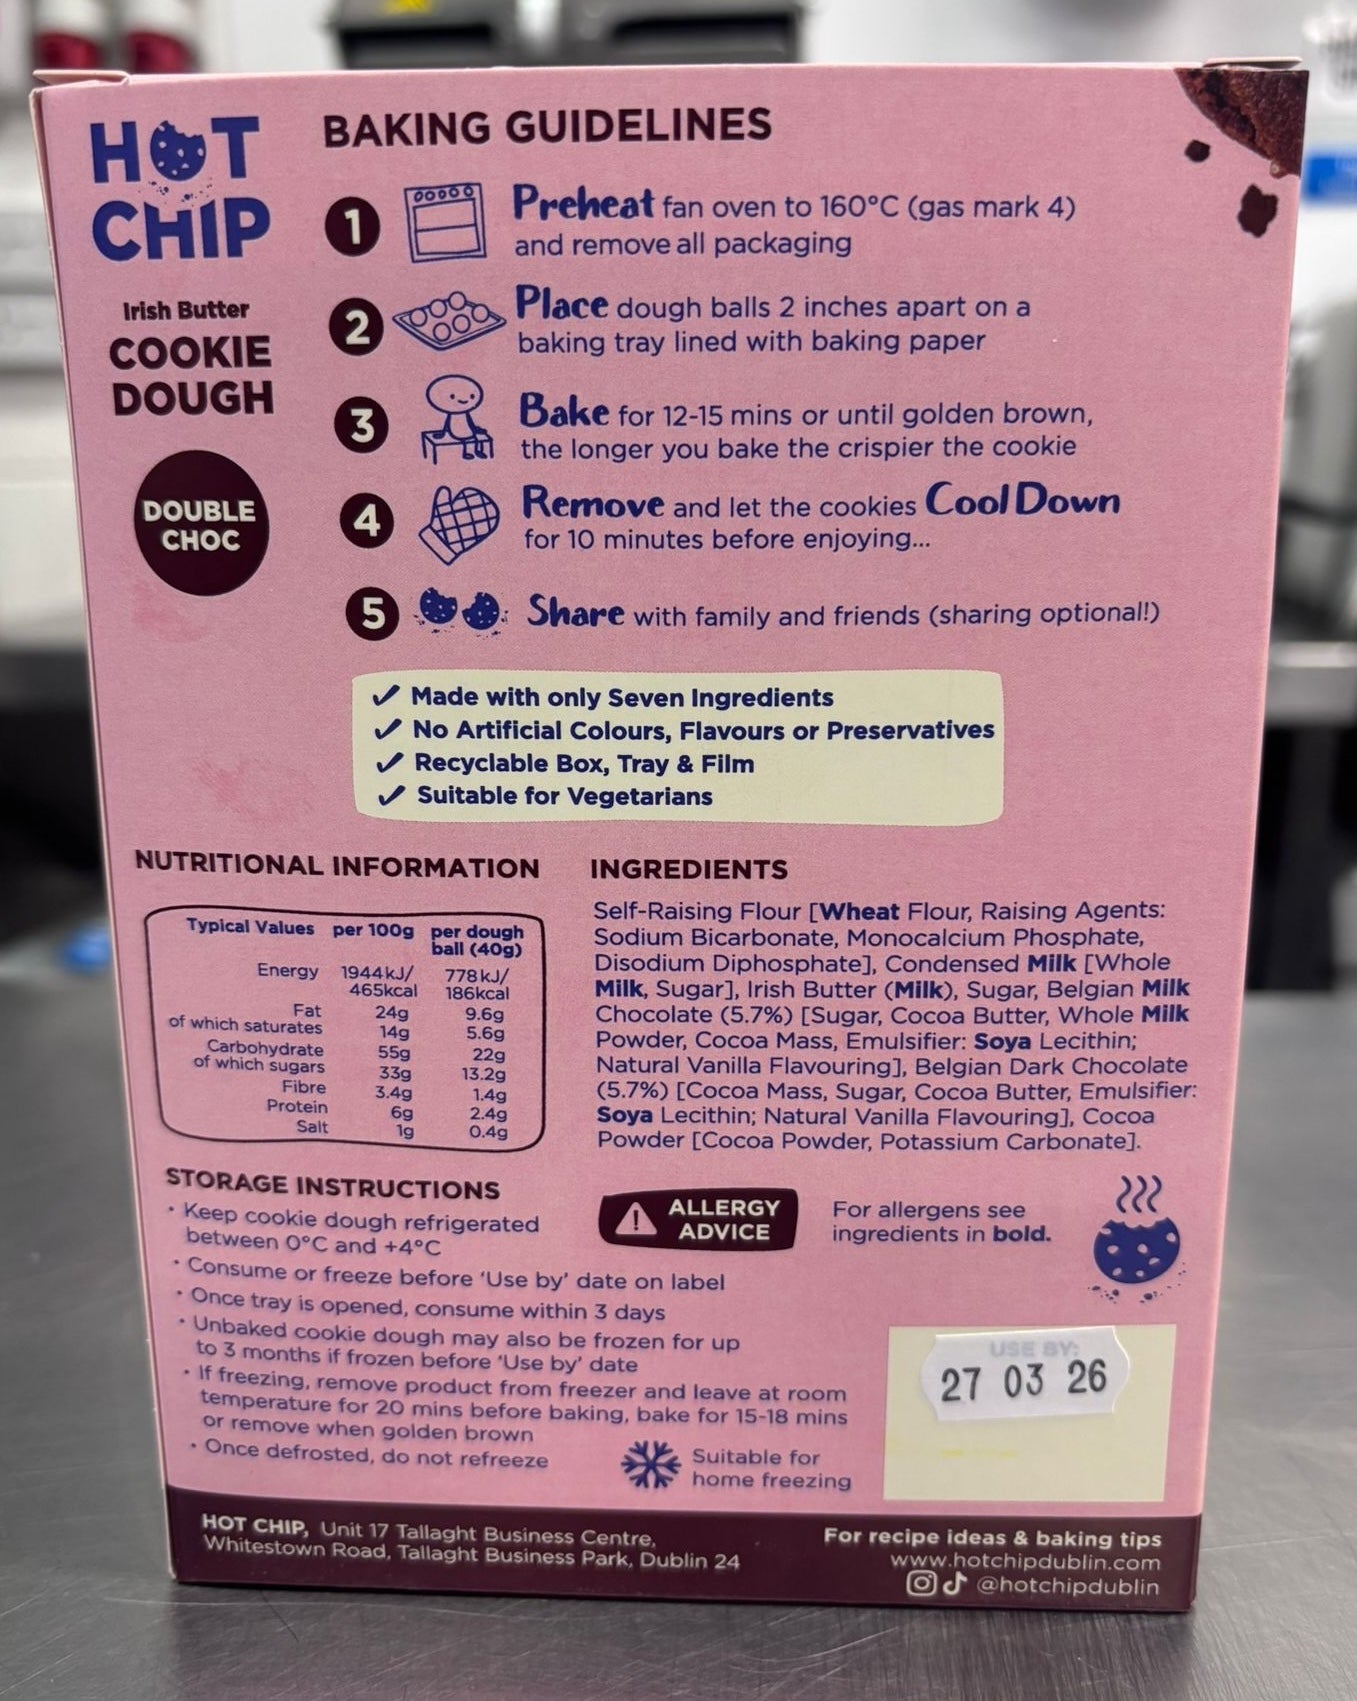 HOT
CHIP
Irish Butter
COOKIE
DOUGH
DOUBLE
CHOC
BAKING GUIDELINES
1
Preheat fan oven to 160°C (gas mark 4)
and remove all packaging
2
Place dough balls 2 inches apart on a
baking tray lined with baking paper
3
Bake for 12-15 mins or until golden brown,
the longer you bake the crispier the cookie
4
Remove and let the cookies Cool Down
for 10 minutes before enjoying...
5
Share with family and friends (sharing optional!)
✓ Made with only Seven Ingredients
✓ No Artificial Colours, Flavours or Preservatives
✓ Recyclable Box, Tray & Film
✓ Suitable for Vegetarians
NUTRITIONAL INFORMATION
Typical Values per 100g per dough
ball (40g)
Energy 1944kJ/ 778kJ/
465kcal 186kcal
Fat 24g 9.6g
of which saturates 14g 5.6g
Carbohydrate 55g 22g
of which sugars 33g 13.2g
Fibre 3.4g 1.4g
Protein 6g 2.4g
Salt 1g 0.4g
INGREDIENTS
Self-Raising Flour [Wheat Flour, Raising Agents:
Sodium Bicarbonate, Monocalcium Phosphate,
Disodium Diphosphate], Condensed Milk [Whole
Milk, Sugar], Irish Butter (Milk), Sugar, Belgian Milk
Chocolate (5.7%) [Sugar, Cocoa Butter, Whole Milk
Powder, Cocoa Mass, Emulsifier: Soya Lecithin;
Natural Vanilla Flavouring], Belgian Dark Chocolate
(5.7%) [Cocoa Mass, Sugar, Cocoa Butter, Emulsifier:
Soya Lecithin; Natural Vanilla Flavouring], Cocoa
Powder [Cocoa Powder, Potassium Carbonate].
STORAGE INSTRUCTIONS
• Keep cookie dough refrigerated
between 0°C and +4°C
• Consume or freeze before 'Use by' date on label
• Once tray is opened, consume within 3 days
• Unbaked cookie dough may also be frozen for up
to 3 months if frozen before 'Use by' date
• If freezing, remove product from freezer and leave at room
temperature for 20 mins before baking, bake for 15-18 mins
or remove when golden brown
• Once defrosted, do not refreeze
Suitable for
home freezing
ALLERGY
ADVICE
For allergens see
ingredients in bold.
USE BY:
27 03 26
HOT CHIP, Unit 17 Tallaght Business Centre,
Whitestown Road, Tallaght Business Park, Dublin 24
For recipe ideas & baking tips
www.hotchipdublin.com
@hotchipdublin